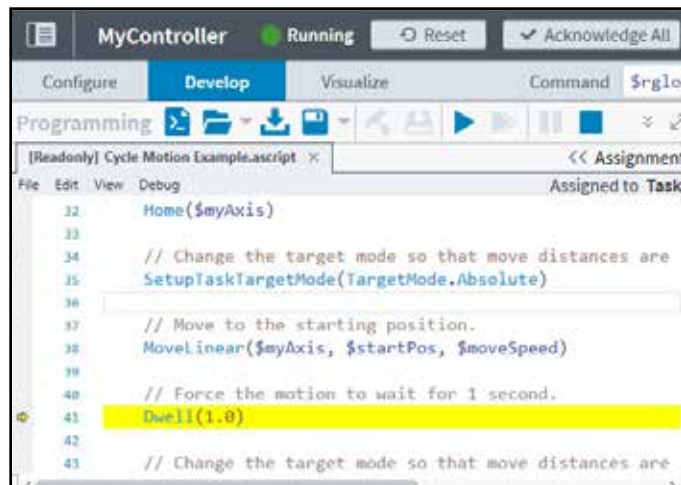 MyController Running Reset Acknowledge All
Configure Develop Visualize Command $rglo
Programming
[Readonly] Cycle Motion Example.ascript × << Assignment
File Edit View Debug Assigned to Task
32 Home($myAxis)
33
34 // Change the target mode so that move distances are
35 SetupTaskTargetMode(TargetMode.Absolute)
36
37 // Move to the starting position.
38 MoveLinear($myAxis, $startPos, $moveSpeed)
39
40 // Force the motion to wait for 1 second.
41 Dwell(1.0)
42
43 // Change the target mode so that move distances are